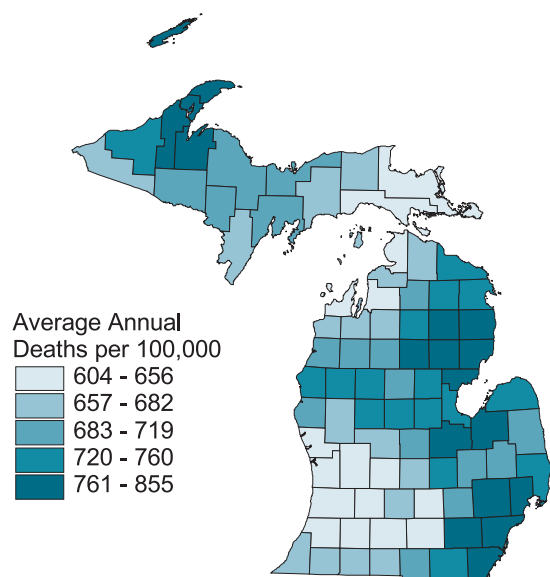 Average Annual
Deaths per 100,000
604 - 656
657 - 682
683 - 719
720 - 760
761 - 855